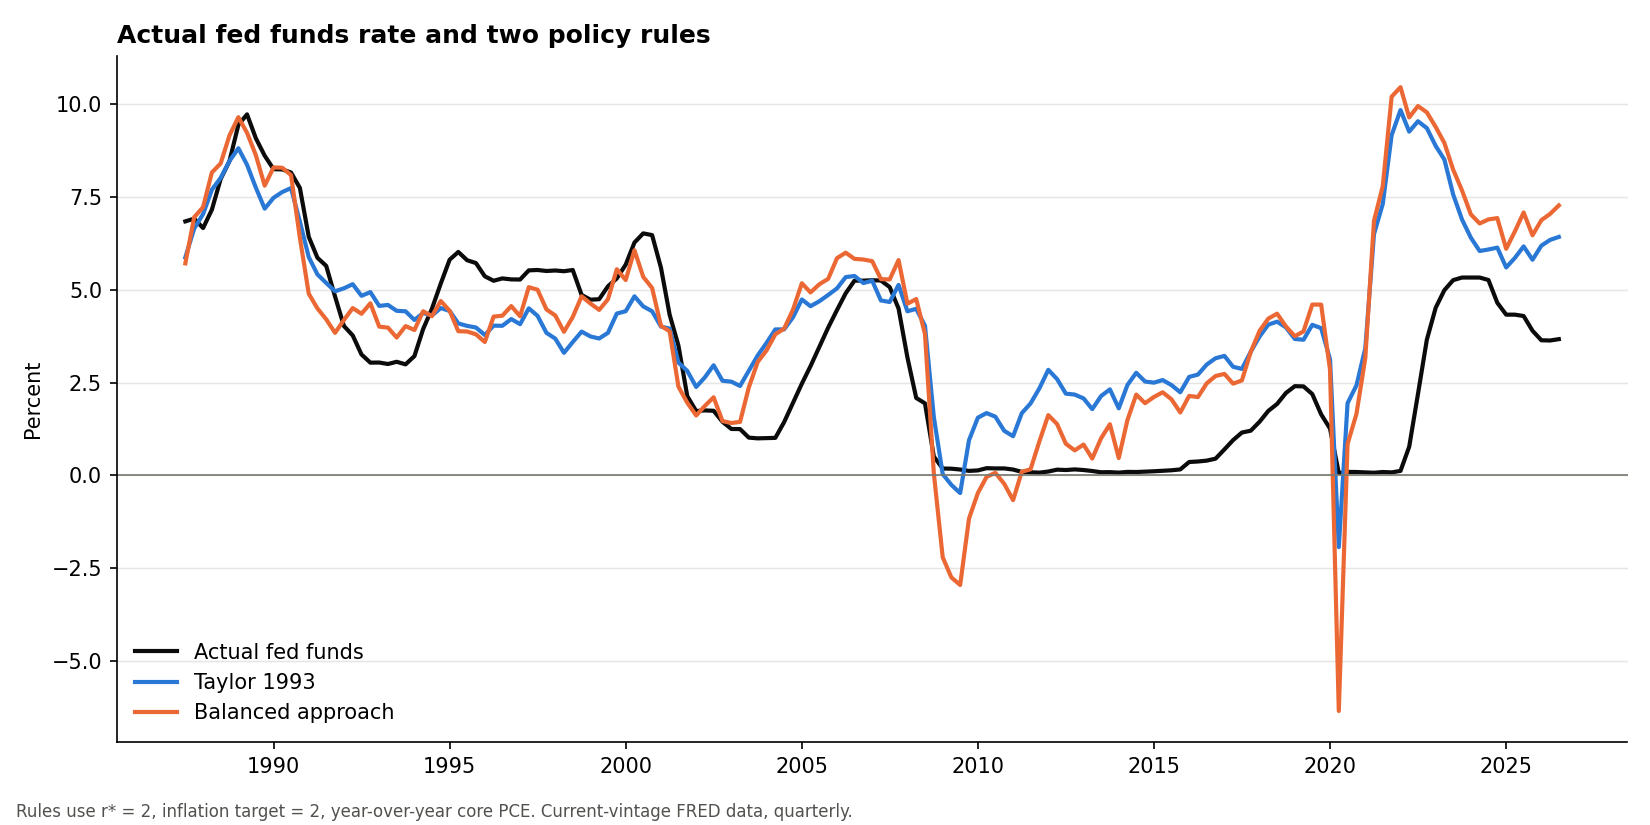 Actual fed funds rate and two policy rules
Percent
10.0
7.5
5.0
2.5
0.0
−2.5
−5.0
Actual fed funds
Taylor 1993
Balanced approach
1990 1995 2000 2005 2010 2015 2020 2025
Rules use r* = 2, inflation target = 2, year-over-year core PCE. Current-vintage FRED data, quarterly.